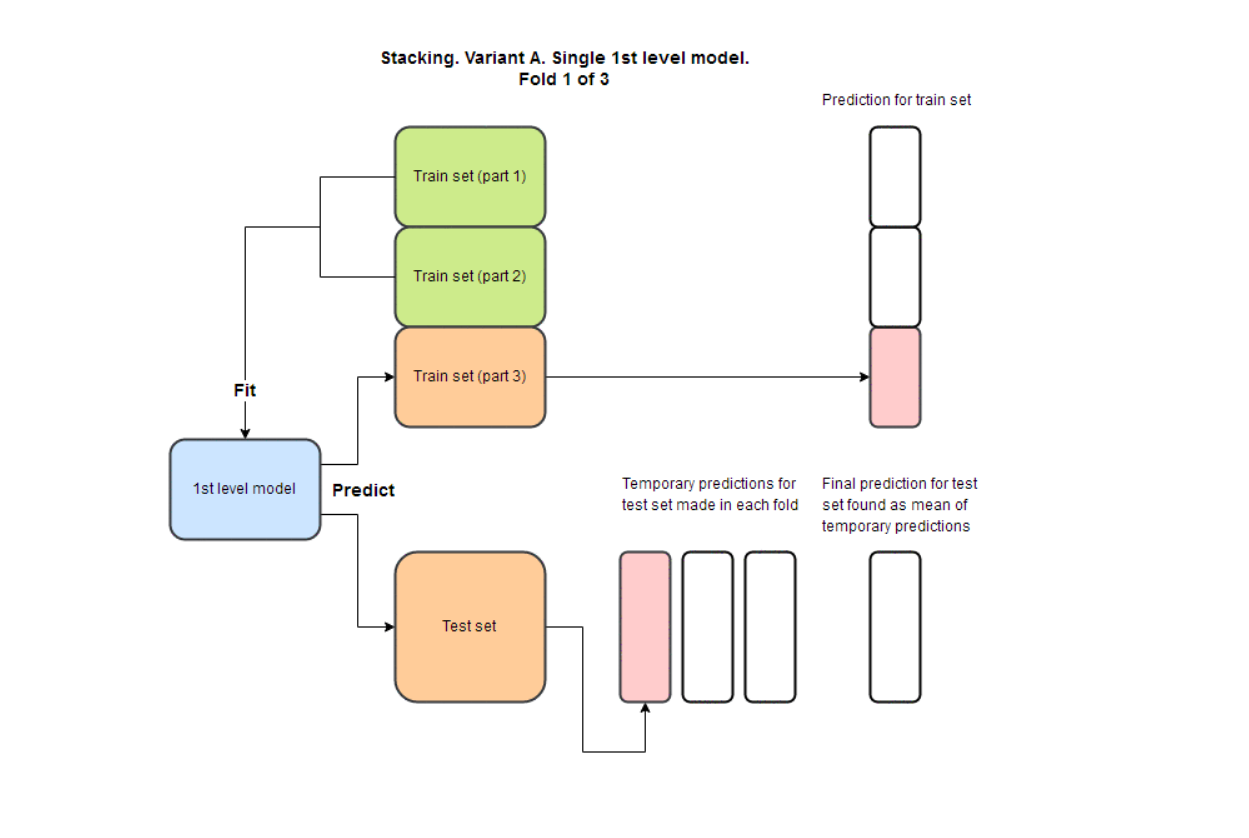 Stacking. Variant A. Single 1st level model.
Fold 1 of 3
Prediction for train set
Train set (part 1)
Train set (part 2)
Train set (part 3)
Fit
1st level model
Predict
Temporary predictions for
test set made in each fold
Final prediction for test
set found as mean of
temporary predictions
Test set